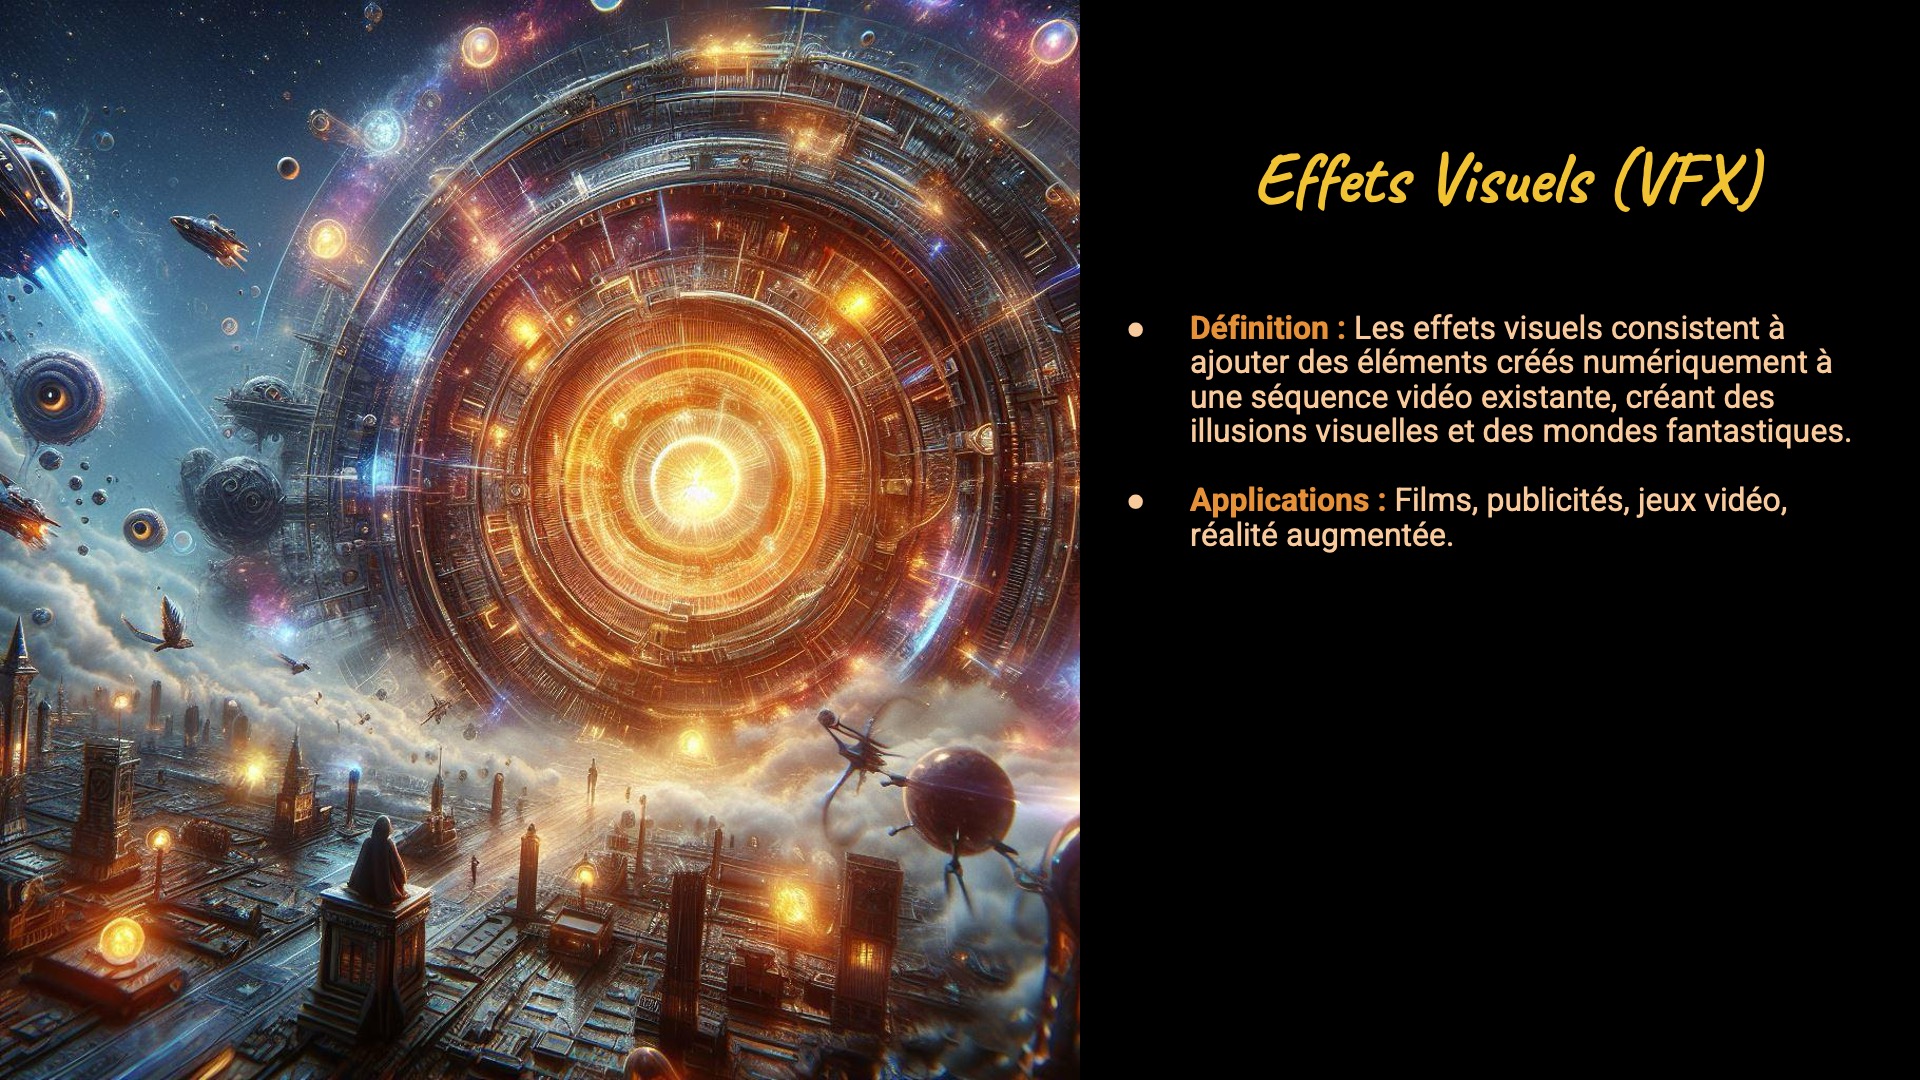 Effets Visuels (VFX)
● Définition : Les effets visuels consistent à
ajouter des éléments créés numériquement à
une séquence vidéo existante, créant des
illusions visuelles et des mondes fantastiques.
● Applications : Films, publicités, jeux vidéo,
réalité augmentée.